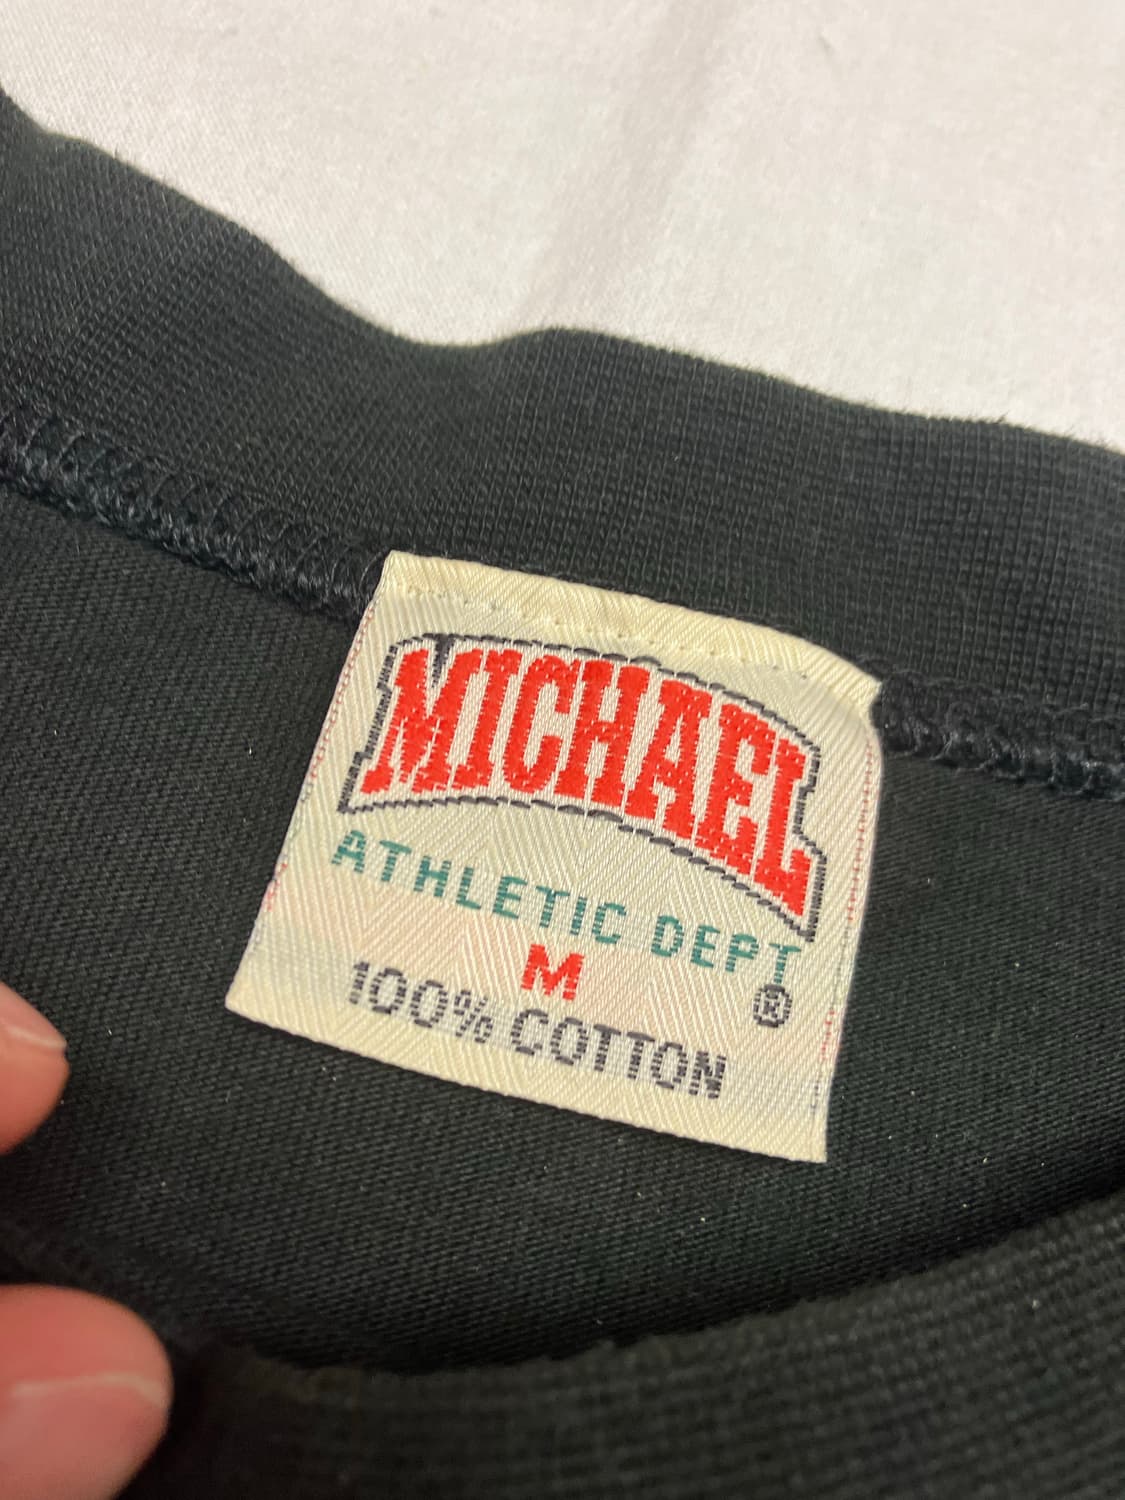 MICHAEL
ATHLETIC DEPT
M
®
100% COTTON